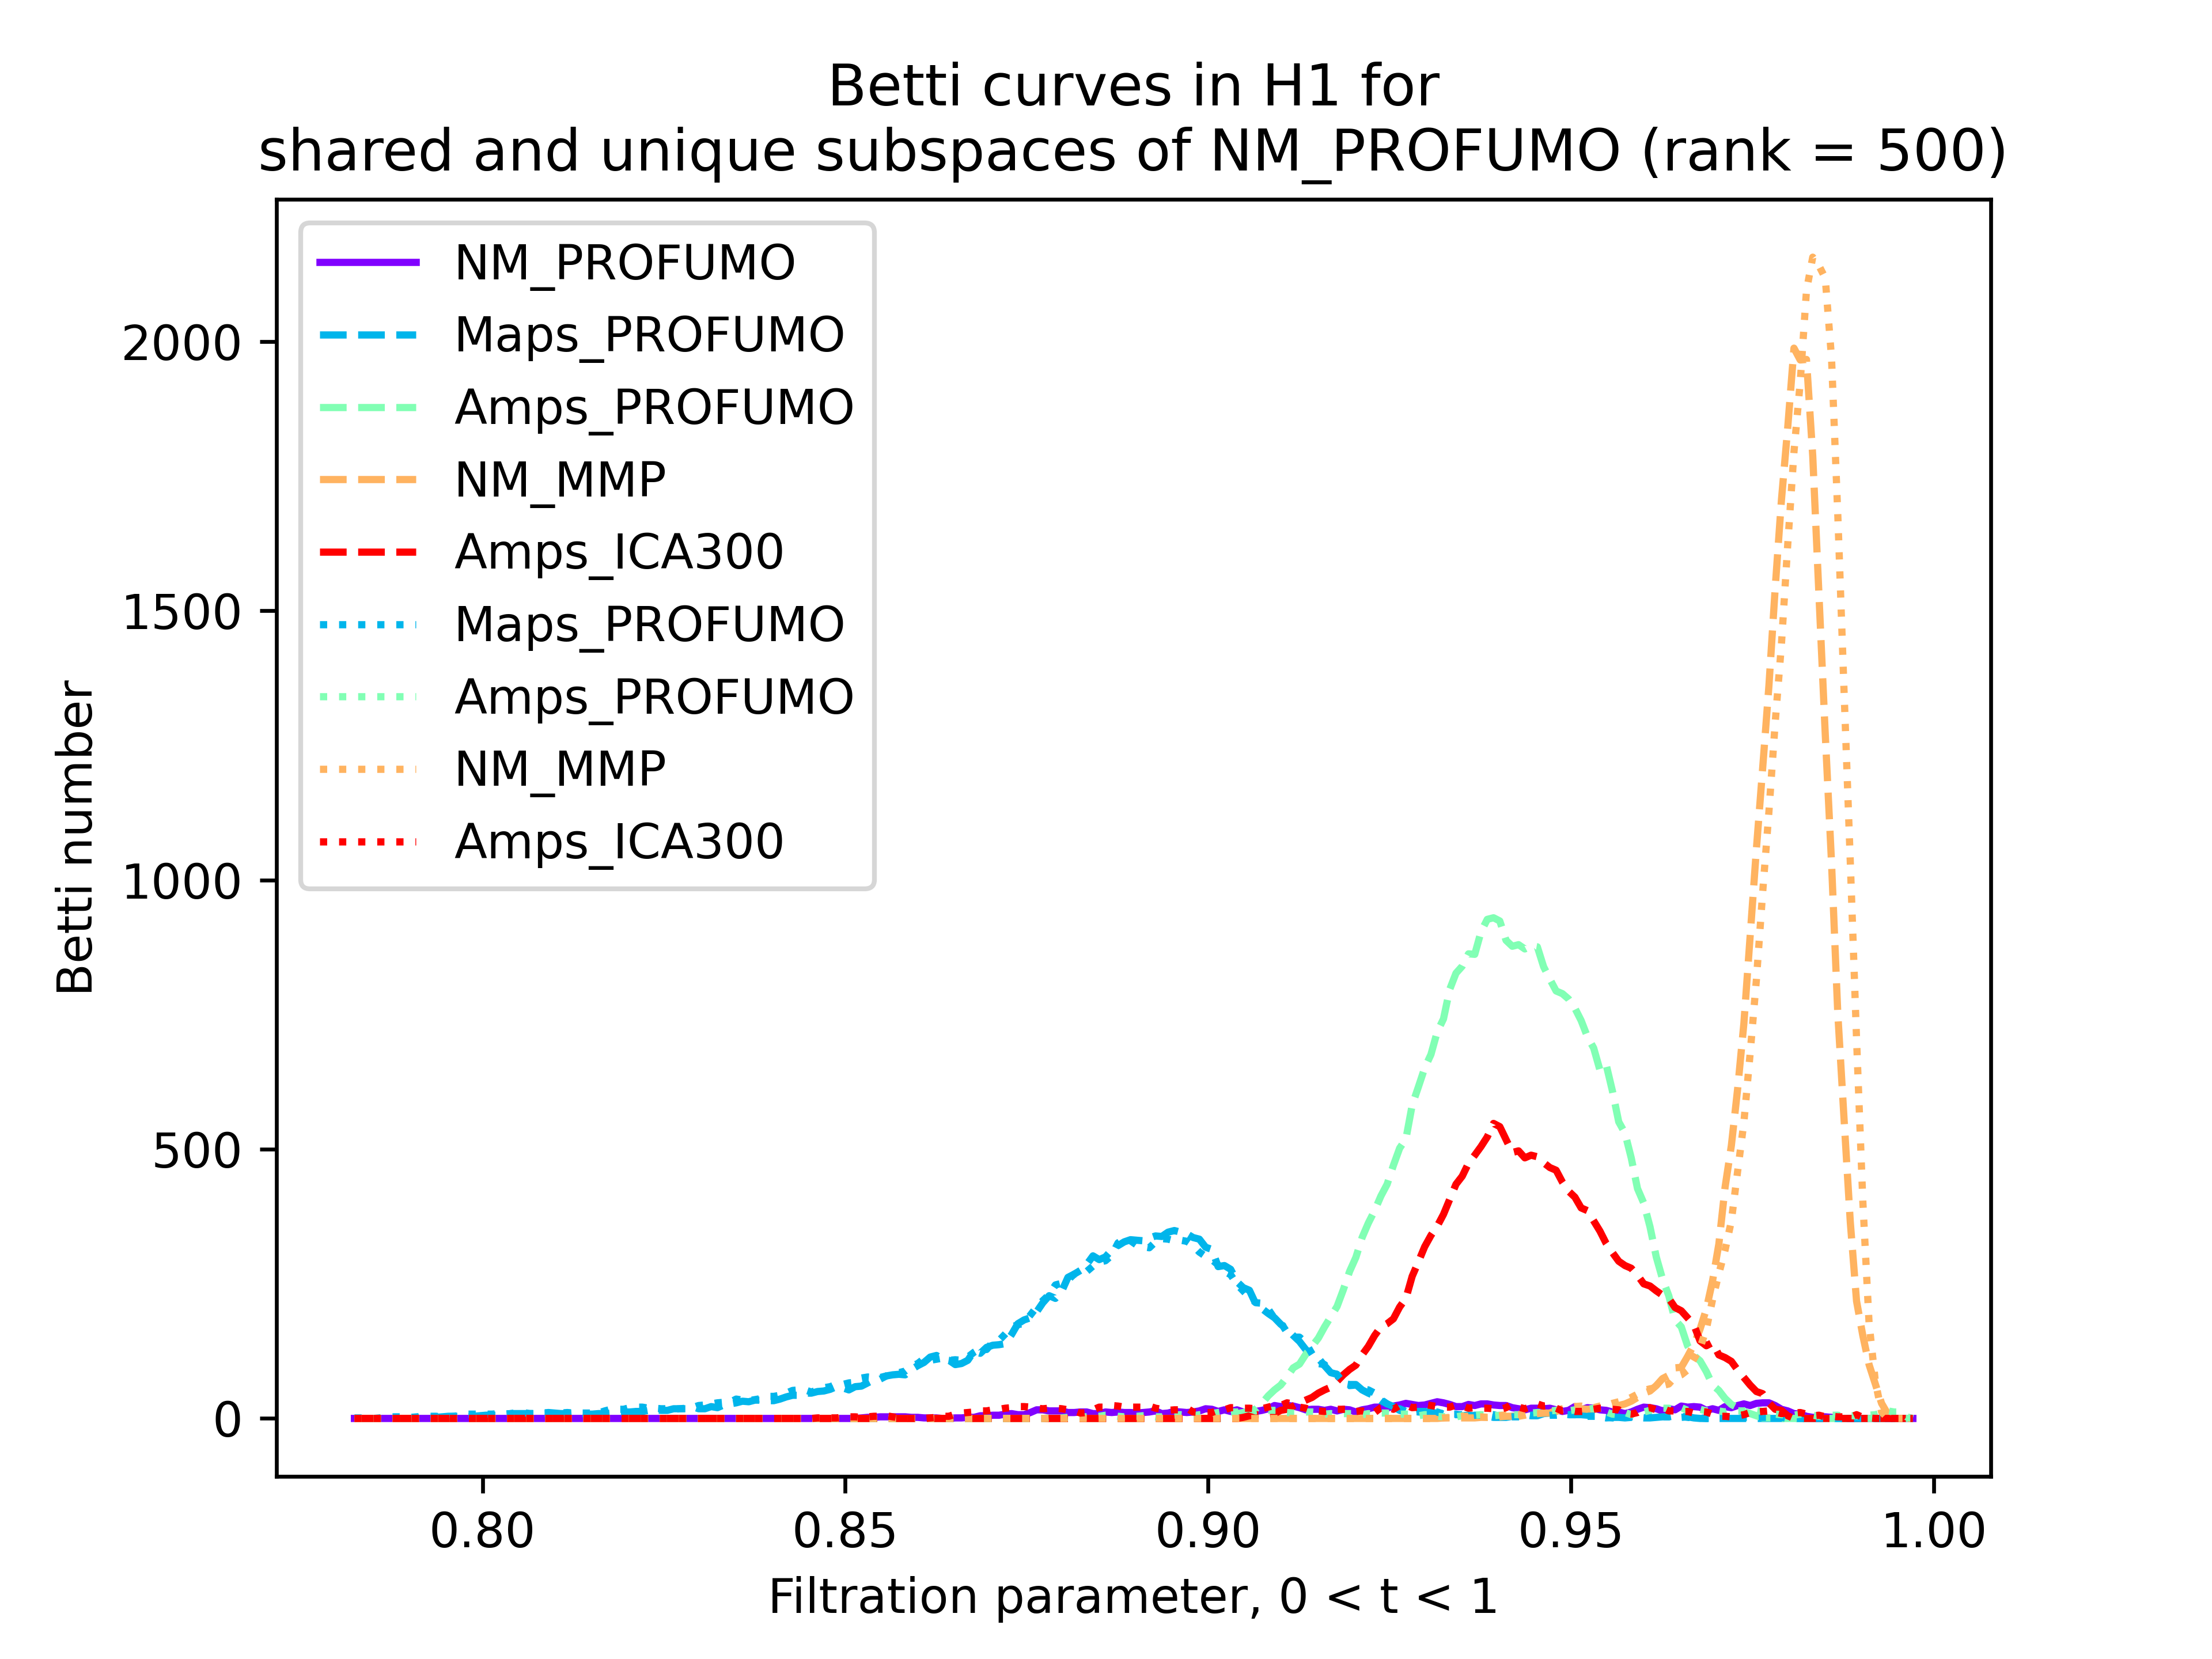 Betti curves in H1 for
shared and unique subspaces of NM_PROFUMO (rank = 500)
NM_PROFUMO
Maps_PROFUMO
Amps_PROFUMO
NM_MMP
Amps_ICA300
Maps_PROFUMO
Amps_PROFUMO
NM_MMP
Amps_ICA300
2000
1500
1000
500
0
Betti number
0.80 0.85 0.90 0.95 1.00
Filtration parameter, 0 < t < 1